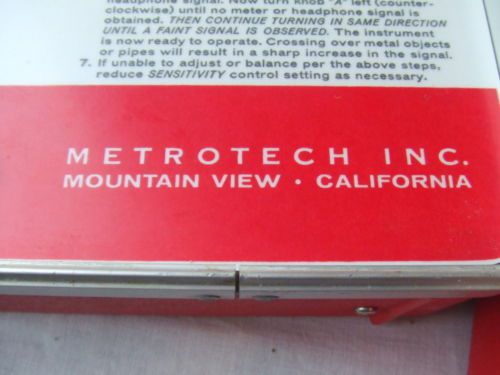 headphone signal. Now turn knob "A" left (counter-
clockwise) until no meter or headphone signal is
obtained. THEN CONTINUE TURNING IN SAME DIRECTION
UNTIL A FAINT SIGNAL IS OBSERVED. The instrument
is now ready to operate. Crossing over metal objects
or pipes will result in a sharp increase in the signal.
7. If unable to adjust or balance per the above steps,
reduce SENSITIVITY control setting as necessary.
METROTECH INC.
MOUNTAIN VIEW • CALIFORNIA